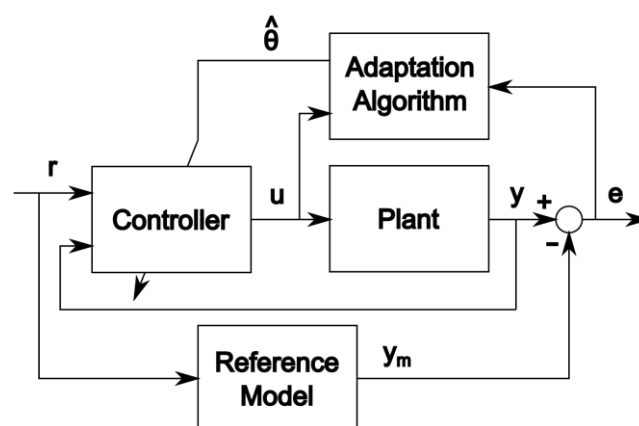 θ̂
Adaptation
Algorithm
r
Controller
u
Plant
y
+
-
e
Reference
Model
yₘ